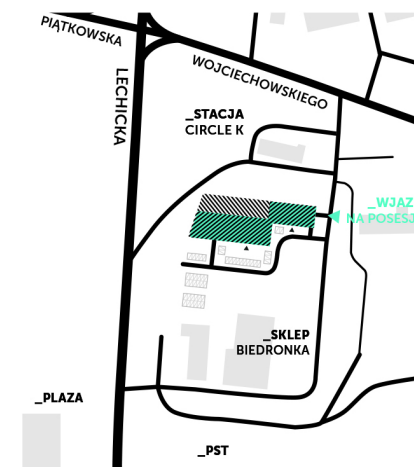 PIĄTKOWSKA
LECHICKA
WOJCIECHOWSKIEGO
_STACJA
CIRCLE K
_WJAZ
NA POSESJ
_SKLEP
BIEDRONKA
_PLAZA
_PST